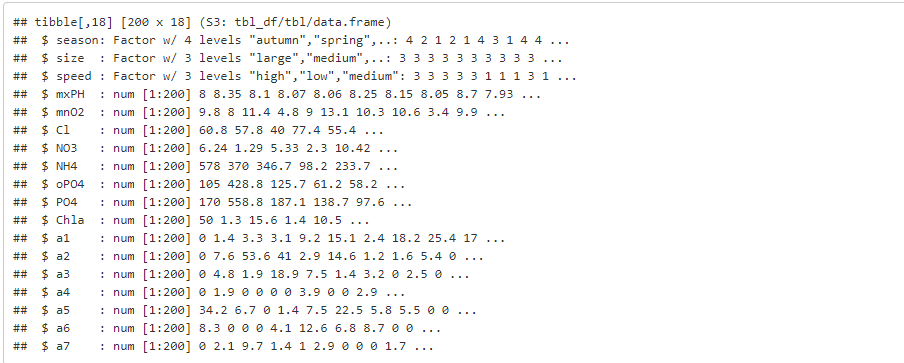 ## tibble[,18] [200 x 18] (S3: tbl_df/tbl/data.frame)
##  $ season: Factor w/ 4 levels "autumn","spring",..: 4 2 1 2 1 4 3 1 4 4 ...
##  $ size  : Factor w/ 3 levels "large","medium",..: 3 3 3 3 3 3 3 3 3 3 ...
##  $ speed : Factor w/ 3 levels "high","low","medium": 3 3 3 3 3 1 1 1 3 1 ...
##  $ mxPH  : num [1:200] 8 8.35 8.1 8.07 8.06 8.25 8.15 8.05 8.7 7.93 ...
##  $ mnO2  : num [1:200] 9.8 8 11.4 4.8 9 13.1 10.3 10.6 3.4 9.9 ...
##  $ Cl    : num [1:200] 60.8 57.8 40 77.4 55.4 ...
##  $ NO3   : num [1:200] 6.24 1.29 5.33 2.3 10.42 ...
##  $ NH4   : num [1:200] 578 370 346.7 98.2 233.7 ...
##  $ oPO4  : num [1:200] 105 428.8 125.7 61.2 58.2 ...
##  $ PO4   : num [1:200] 170 558.8 187.1 138.7 97.6 ...
##  $ Chla  : num [1:200] 50 1.3 15.6 1.4 10.5 ...
##  $ a1    : num [1:200] 0 1.4 3.3 3.1 9.2 15.1 2.4 18.2 25.4 17 ...
##  $ a2    : num [1:200] 0 7.6 53.6 41 2.9 14.6 1.2 1.6 5.4 0 ...
##  $ a3    : num [1:200] 0 4.8 1.9 18.9 7.5 1.4 3.2 0 2.5 0 ...
##  $ a4    : num [1:200] 0 1.9 0 0 0 0 3.9 0 0 2.9 ...
##  $ a5    : num [1:200] 34.2 6.7 0 1.4 7.5 22.5 5.8 5.5 0 0 ...
##  $ a6    : num [1:200] 8.3 0 0 0 4.1 12.6 6.8 8.7 0 0 ...
##  $ a7    : num [1:200] 0 2.1 9.7 1.4 1 2.9 0 0 0 1.7 ...